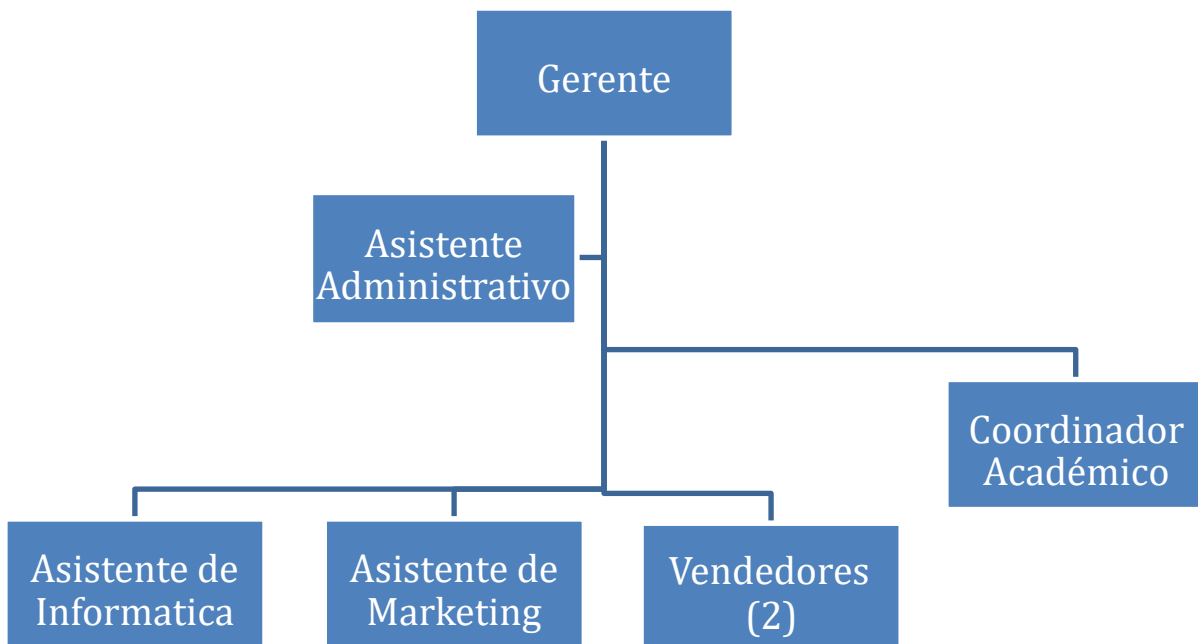 Gerente
Asistente
Administrativo
Coordinador
Académico
Asistente de
Informatica
Asistente de
Marketing
Vendedores
(2)